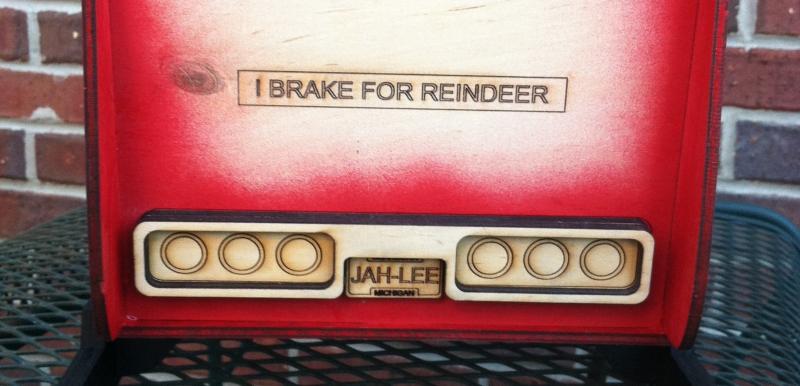 I BRAKE FOR REINDEER
JAH-LEE
MICHIGAN